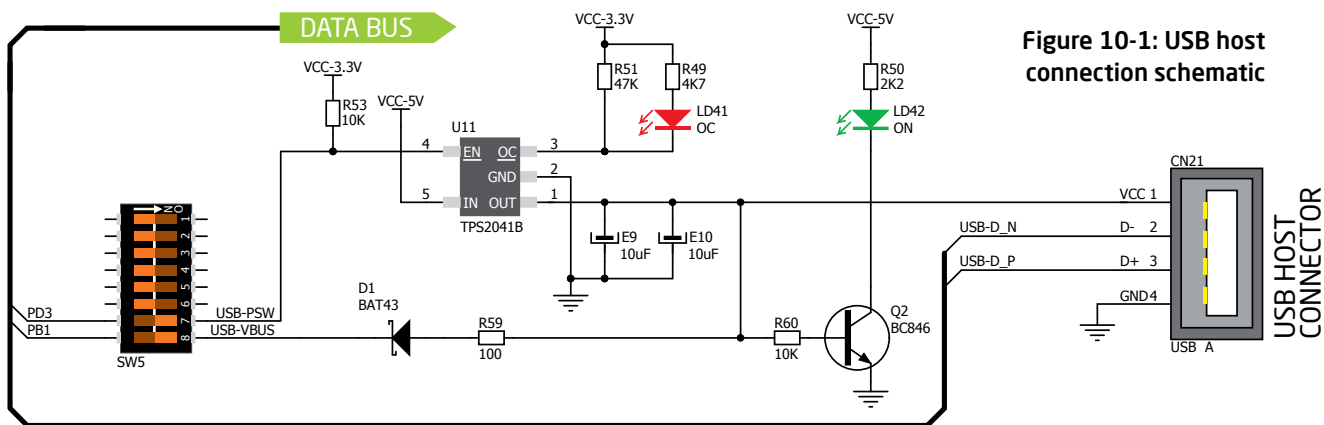 DATA BUS
Figure 10-1: USB host
connection schematic
VCC-3.3V
R53
10K
VCC-5V
VCC-3.3V
R51
47K
R49
4K7
LD41
OC
VCC-5V
R50
2K2
LD42
ON
U11
4
EN
OC
3
GND
2
5
IN
OUT
1
TPS2041B
E9
10uF
E10
10uF
CN21
VCC 1
D- 2
D+ 3
GND 4
USB A
USB HOST
CONNECTOR
USB-D_N
USB-D_P
ON
1
2
3
4
5
6
7
8
SW5
PD3
PB1
USB-PSW
USB-VBUS
D1
BAT43
R59
100
R60
10K
Q2
BC846